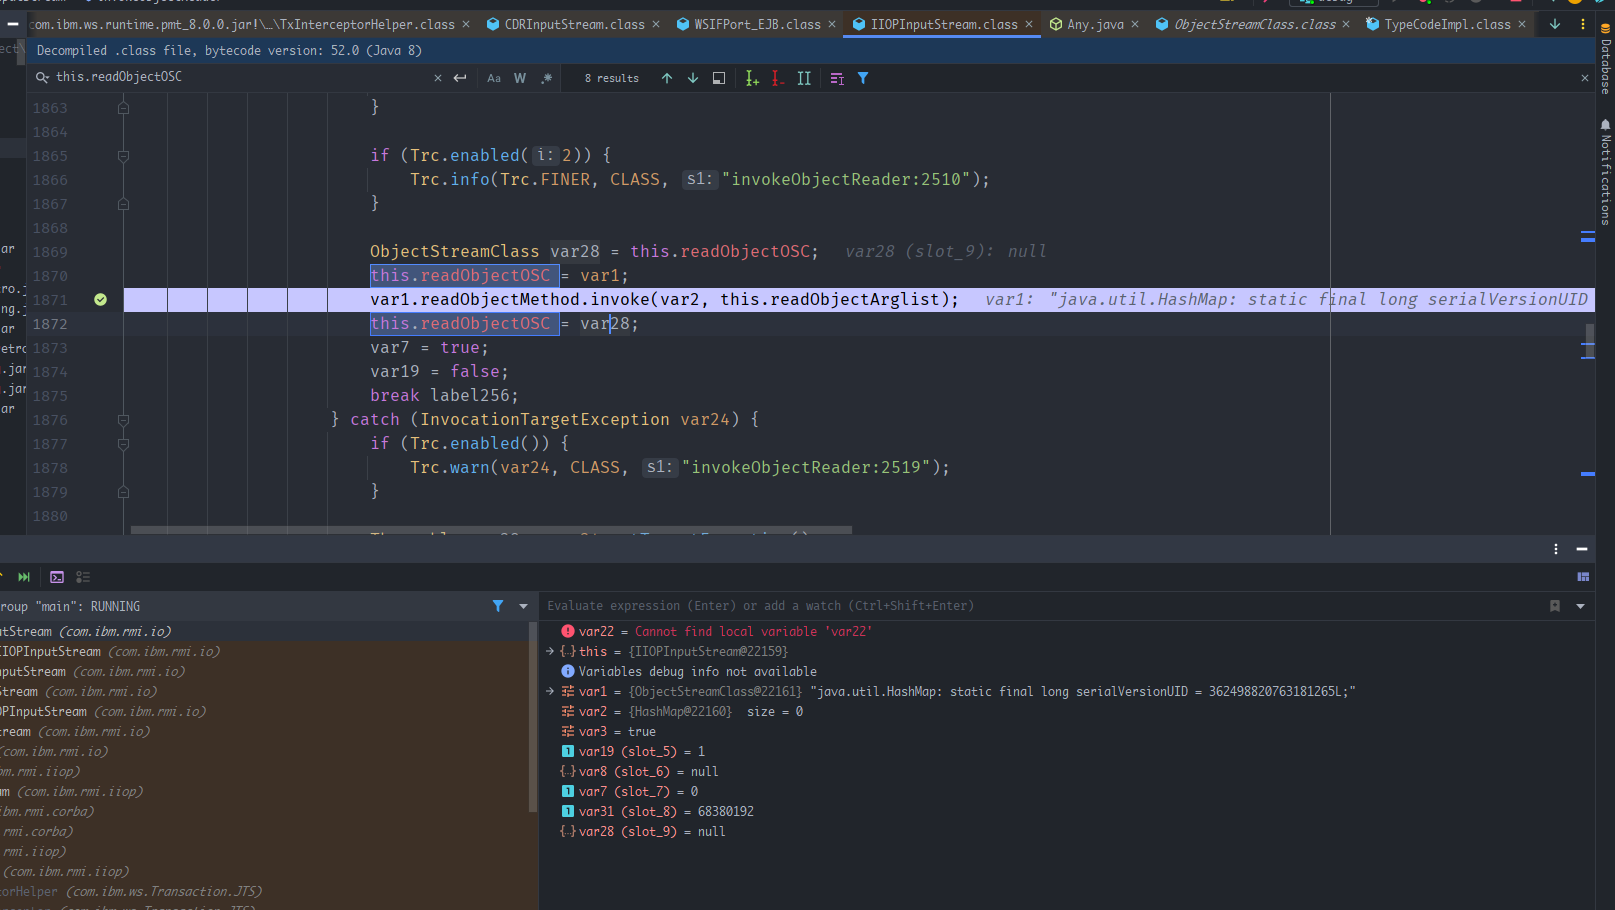 om.ibm.ws.runtime.pmt_8.0.0.jar!\...\TxInterceptorHelper.class × CDRInputStream.class × WSIFPort_EJB.class × IIOPInputStream.class × Any.java × ObjectStreamClass.class × TypeCodeImpl.class ×
Decompiled .class file, bytecode version: 52.0 (Java 8)
this.readObjectOSC × Aa W .* 8 results
Database
Notifications
1863 }
1864
1865 if (Trc.enabled( i: 2)) {
1866 Trc.info(Trc.FINER, CLASS, s1: "invokeObjectReader:2510");
1867 }
1868
1869 ObjectStreamClass var28 = this.readObjectOSC; var28 (slot_9): null
1870 this.readObjectOSC = var1;
1871 var1.readObjectMethod.invoke(var2, this.readObjectArglist); var1: "java.util.HashMap: static final long serialVersionUID
1872 this.readObjectOSC = var28;
1873 var7 = true;
1874 var19 = false;
1875 break label256;
1876 } catch (InvocationTargetException var24) {
1877 if (Trc.enabled()) {
1878 Trc.warn(var24, CLASS, s1: "invokeObjectReader:2519");
1879 }
1880
ar
ro.j
ng.j
ar
etro
.jar
.jar
ar
roup "main": RUNNING
utStream (com.ibm.rmi.io)
IIOPInputStream (com.ibm.rmi.io)
nputStream (com.ibm.rmi.io)
Stream (com.ibm.rmi.io)
OPInputStream (com.ibm.rmi.io)
tream (com.ibm.rmi.io)
(com.ibm.rmi.io)
bm.rmi.iiop)
am (com.ibm.rmi.iiop)
ibm.rmi.corba)
.rmi.corba)
.rmi.iiop)
(com.ibm.rmi.iiop)
torHelper (com.ibm.ws.Transaction.JTS)
Evaluate expression (Enter) or add a watch (Ctrl+Shift+Enter)
var22 = Cannot find local variable 'var22'
this = {IIOPInputStream@22159}
Variables debug info not available
var1 = {ObjectStreamClass@22161} "java.util.HashMap: static final long serialVersionUID = 362498820763181265L;"
var2 = {HashMap@22160} size = 0
var3 = true
var19 (slot_5) = 1
var8 (slot_6) = null
var7 (slot_7) = 0
var31 (slot_8) = 68380192
var28 (slot_9) = null